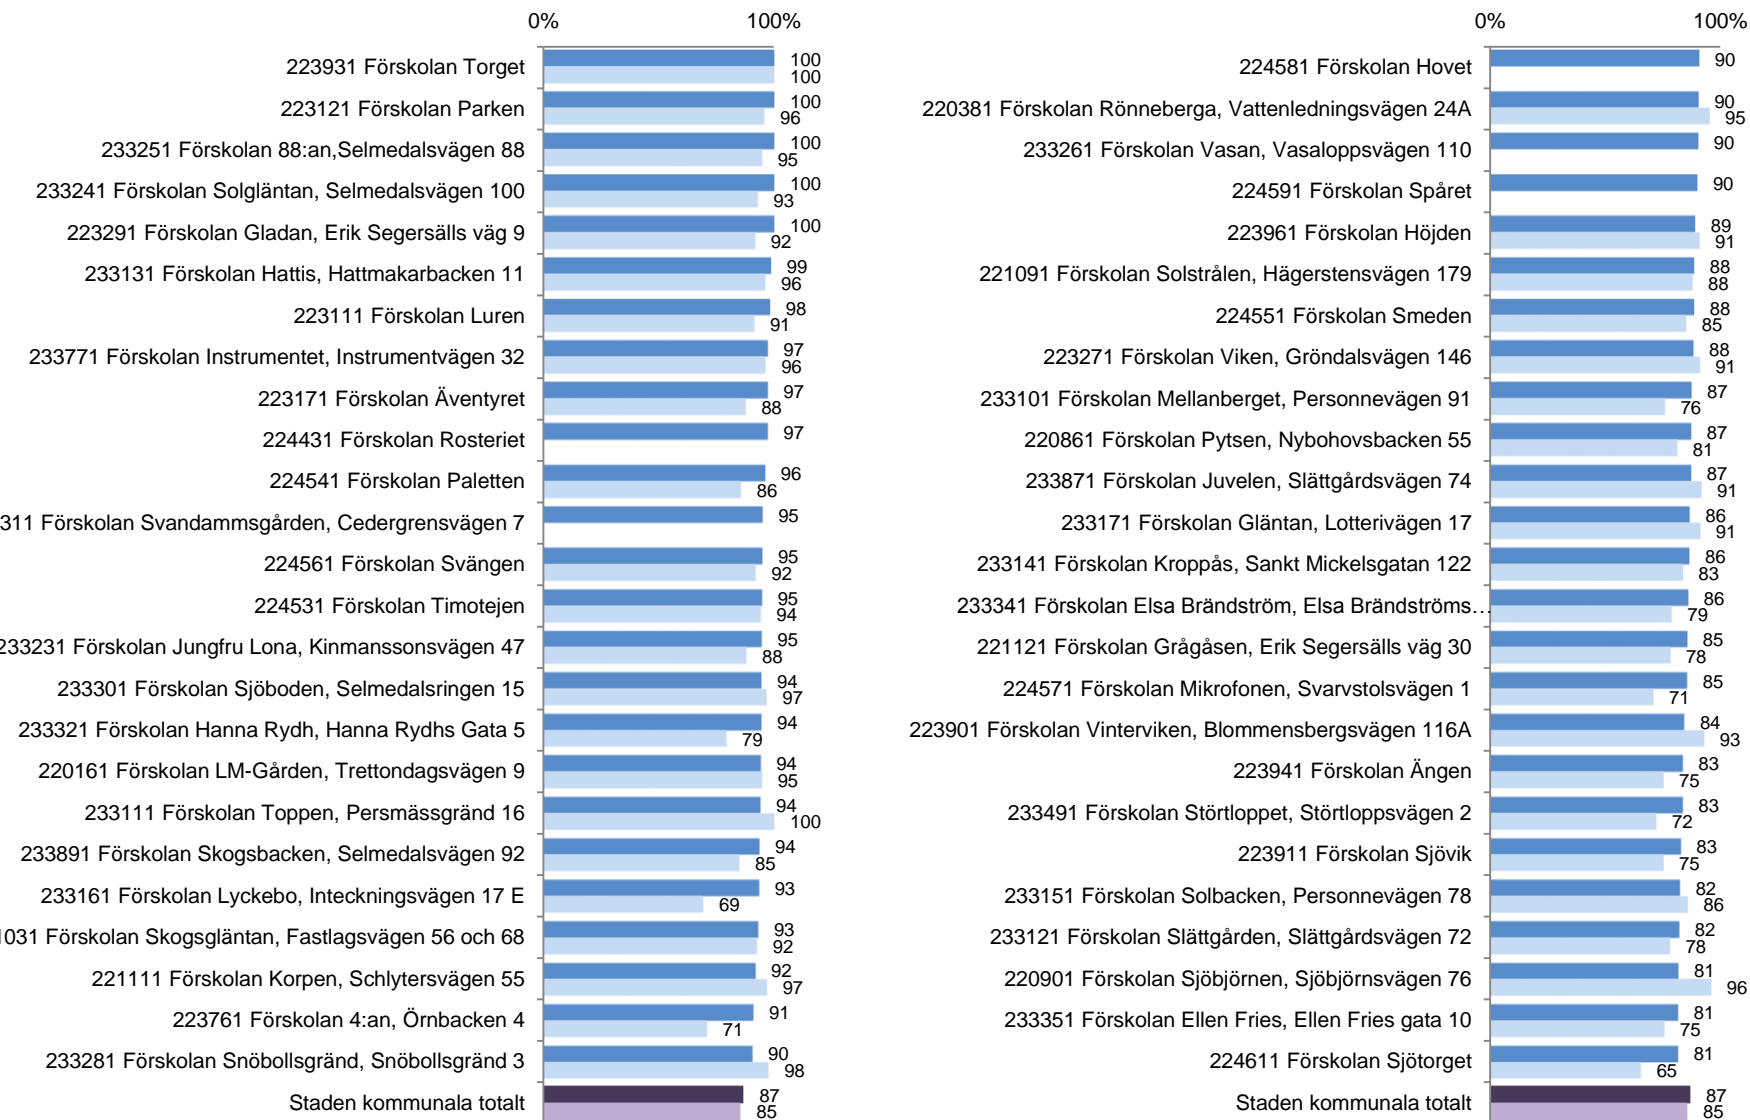 0% 100%
223931 Förskolan Torget 100 100
223121 Förskolan Parken 100 96
233251 Förskolan 88:an,Selmedalsvägen 88 100 95
233241 Förskolan Solgläntan, Selmedalsvägen 100 100 93
223291 Förskolan Gladan, Erik Segersälls väg 9 100 92
233131 Förskolan Hattis, Hattmakarbacken 11 99 96
223111 Förskolan Luren 98 91
233771 Förskolan Instrumentet, Instrumentvägen 32 97 96
223171 Förskolan Äventyret 97 88
224431 Förskolan Rosteriet 97
224541 Förskolan Paletten 96 86
311 Förskolan Svandammsgården, Cedergrensvägen 7 95
224561 Förskolan Svängen 95 92
224531 Förskolan Timotejen 95 94
233231 Förskolan Jungfru Lona, Kinmanssonsvägen 47 95 88
233301 Förskolan Sjöboden, Selmedalsringen 15 94 97
233321 Förskolan Hanna Rydh, Hanna Rydhs Gata 5 94 79
220161 Förskolan LM-Gården, Trettondagsvägen 9 94 95
233111 Förskolan Toppen, Persmässgränd 16 94 100
233891 Förskolan Skogsbacken, Selmedalsvägen 92 94 85
233161 Förskolan Lyckebo, Inteckningsvägen 17 E 93 69
1031 Förskolan Skogsgläntan, Fastlagsvägen 56 och 68 93 92
221111 Förskolan Korpen, Schlytersvägen 55 92 97
223761 Förskolan 4:an, Örnbacken 4 91 71
233281 Förskolan Snöbollsgränd, Snöbollsgränd 3 90 98
Staden kommunala totalt 87 85
0% 100%
224581 Förskolan Hovet 90
220381 Förskolan Rönneberga, Vattenledningsvägen 24A 90 95
233261 Förskolan Vasan, Vasaloppsvägen 110 90
224591 Förskolan Spåret 90
223961 Förskolan Höjden 89 91
221091 Förskolan Solstrålen, Hägerstensvägen 179 88 88
224551 Förskolan Smeden 88 85
223271 Förskolan Viken, Gröndalsvägen 146 88 91
233101 Förskolan Mellanberget, Personnevägen 91 87 76
220861 Förskolan Pytsen, Nybohovsbacken 55 87 81
233871 Förskolan Juvelen, Slättgårdsvägen 74 87 91
233171 Förskolan Gläntan, Lotterivägen 17 86 91
233141 Förskolan Kroppås, Sankt Mickelsgatan 122 86 83
233341 Förskolan Elsa Brändström, Elsa Brändströms… 86 79
221121 Förskolan Grågåsen, Erik Segersälls väg 30 85 78
224571 Förskolan Mikrofonen, Svarvstolsvägen 1 85 71
223901 Förskolan Vinterviken, Blommensbergsvägen 116A 84 93
223941 Förskolan Ängen 83 75
233491 Förskolan Störtloppet, Störtloppsvägen 2 83 72
223911 Förskolan Sjövik 83 75
233151 Förskolan Solbacken, Personnevägen 78 82 86
233121 Förskolan Slättgården, Slättgårdsvägen 72 82 78
220901 Förskolan Sjöbjörnen, Sjöbjörnsvägen 76 81 96
233351 Förskolan Ellen Fries, Ellen Fries gata 10 81 75
224611 Förskolan Sjötorget 81 65
Staden kommunala totalt 87 85